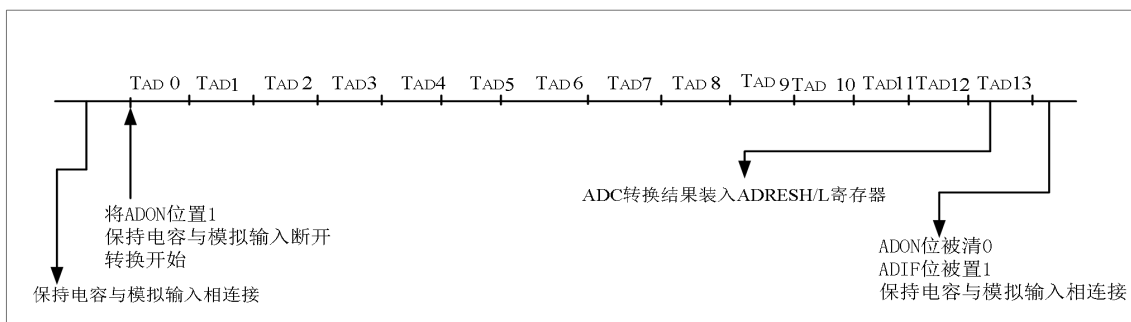 TAD 0 TAD1 TAD 2 TAD3 TAD4 TAD5 TAD 6 TAD7 TAD 8 TAD 9 TAD 10 TAD11 TAD12 TAD13
将ADON位置1
保持电容与模拟输入断开
转换开始
保持电容与模拟输入相连接
ADC转换结果装入ADRESH/L寄存器
ADON位被清0
ADIF位被置1
保持电容与模拟输入相连接